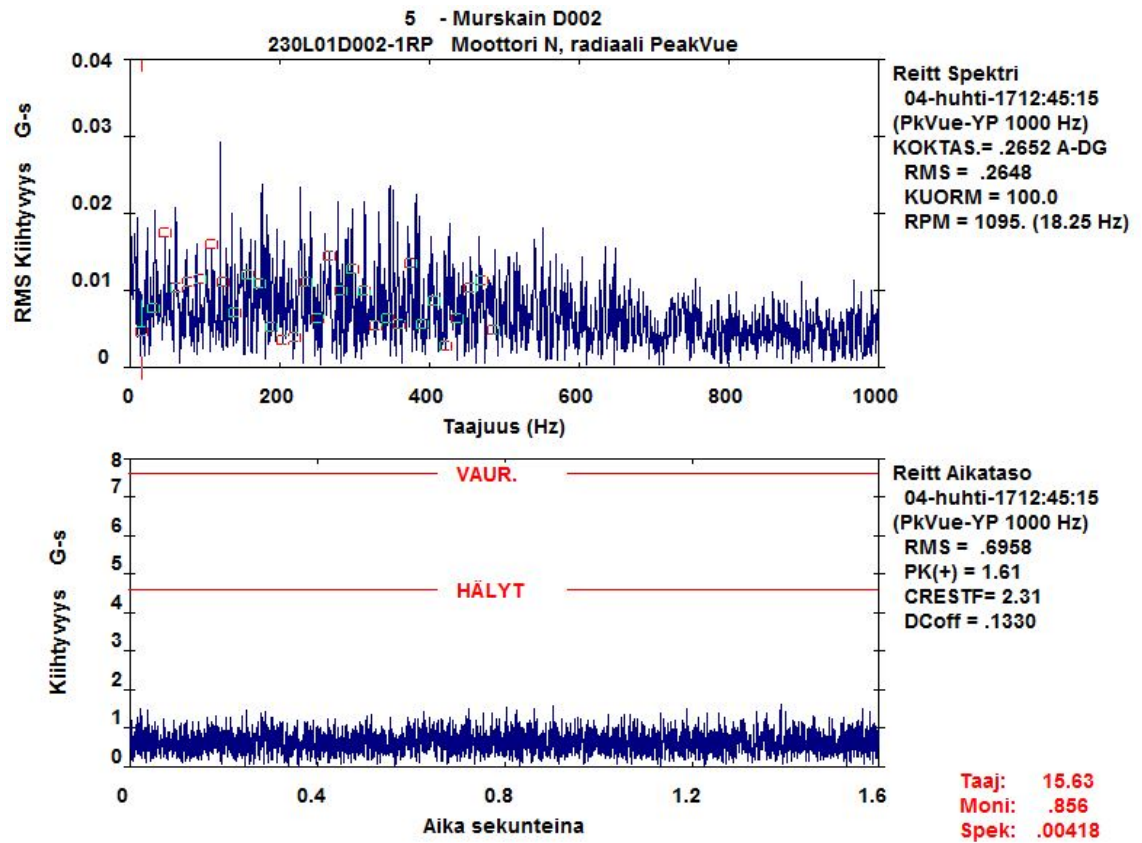 5 - Murskain D002
230L01D002-1RP Moottori N, radiaali PeakVue
RMS Kiihtyvyys G-s
0.04
0.03
0.02
0.01
0
0 200 400 600 800 1000
Taajuus (Hz)
Reitt Spektri
04-huhti-1712:45:15
(PkVue-YP 1000 Hz)
KOKTAS.= .2652 A-DG
RMS = .2648
KUORM = 100.0
RPM = 1095. (18.25 Hz)
Kiihtyvyys G-s
8
7
6
5
4
3
2
1
0
VAUR.
HÄLYT
0 0.4 0.8 1.2 1.6
Aika sekunteina
Reitt Aikataso
04-huhti-1712:45:15
(PkVue-YP 1000 Hz)
RMS = .6958
PK(+) = 1.61
CRESTF= 2.31
DCoff = .1330
Taaj: 15.63
Moni: .856
Spek: .00418